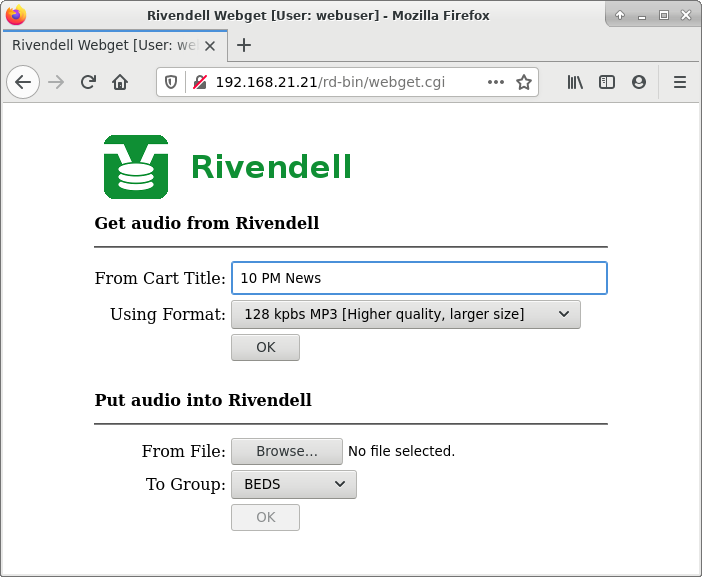 Rivendell Webget [User: webuser] - Mozilla Firefox
Rivendell Webget [User: we
192.168.21.21/rd-bin/webget.cgi
Rivendell
Get audio from Rivendell
From Cart Title: 10 PM News
Using Format: 128 kpbs MP3 [Higher quality, larger size]
OK
Put audio into Rivendell
From File: Browse... No file selected.
To Group: BEDS
OK